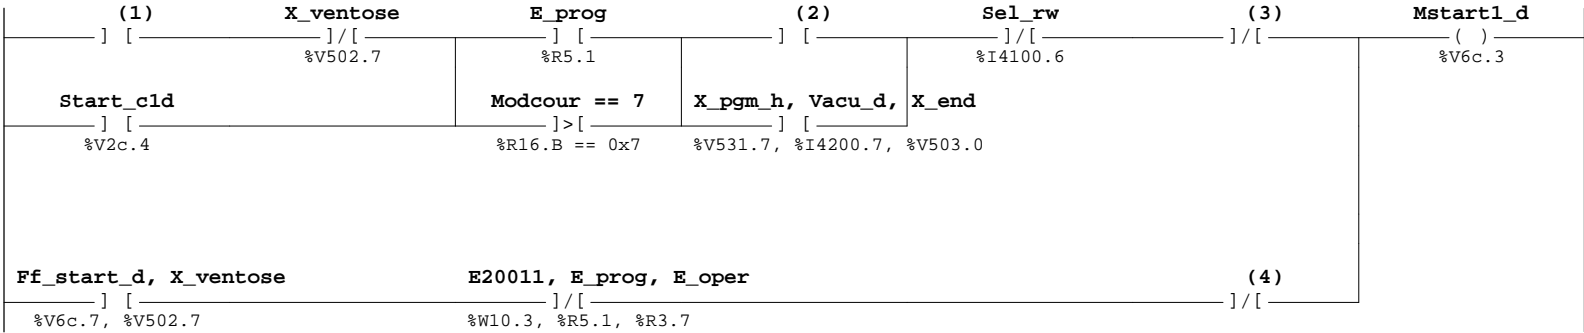 (1) X_ventose E_prog (2) Sel_rw (3) Mstart1_d
] [ ]/[ ] [ ] [ ]/[ ]/[ ( )
%V502.7 %R5.1 %I4100.6 %V6c.3
Start_c1d Modcour == 7 X_pgm_h, Vacu_d, X_end
] [ ]>[ ] [
%V2c.4 %R16.B == 0x7 %V531.7, %I4200.7, %V503.0
Ff_start_d, X_ventose E20011, E_prog, E_oper (4)
] [ ]/[ ]/[
%V6c.7, %V502.7 %W10.3, %R5.1, %R3.7